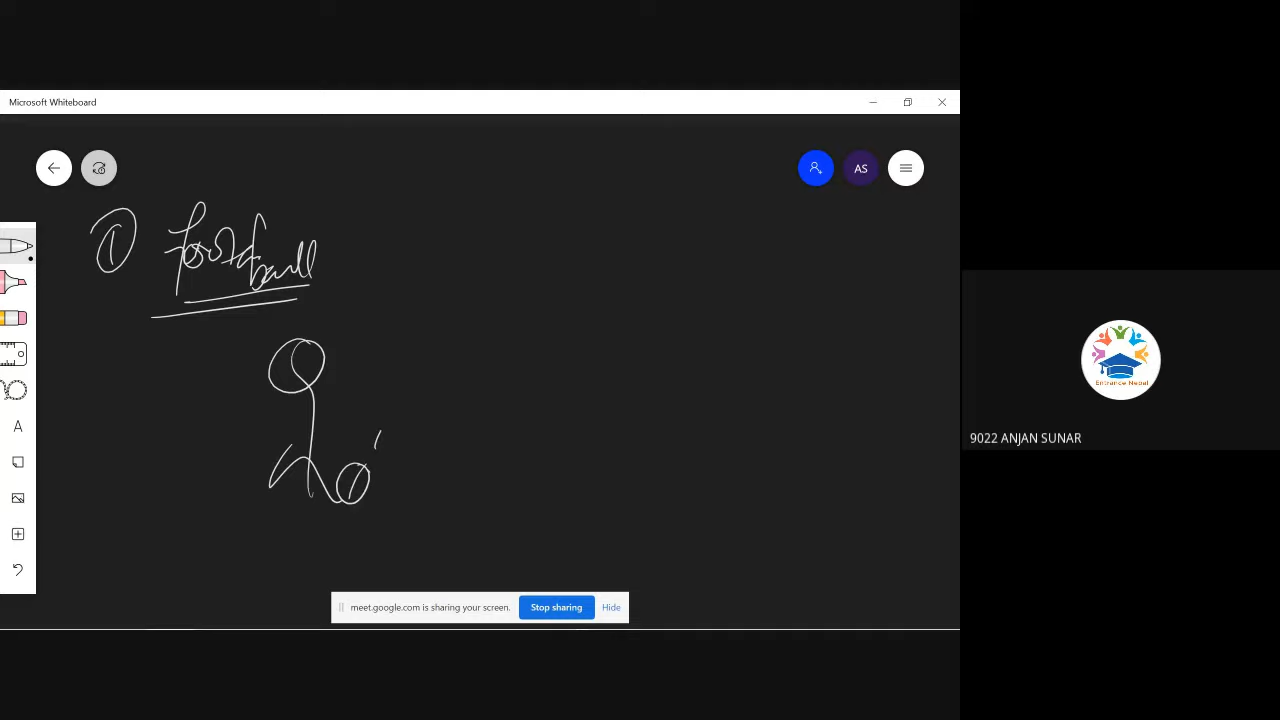 Microsoft Whiteboard
AS
① football
A
Entrance Nepal
9022 ANJAN SUNAR
meet.google.com is sharing your screen. Stop sharing Hide